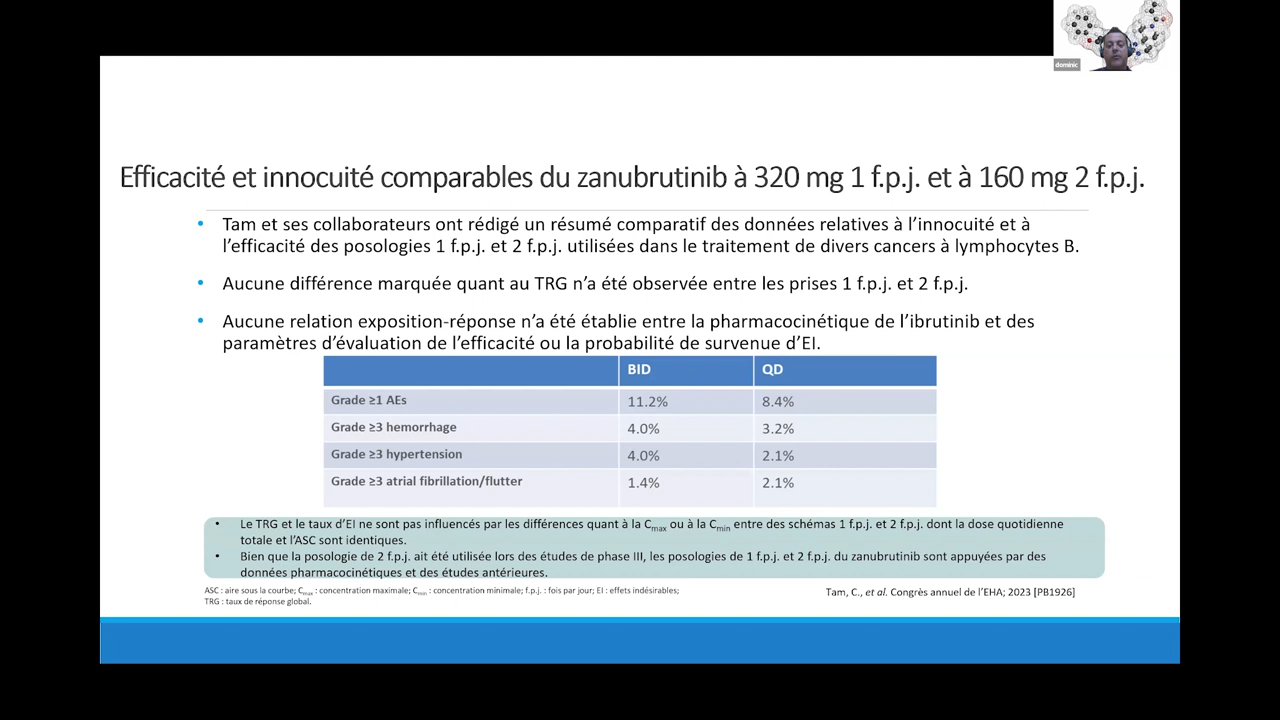 dominic
Efficacité et innocuité comparables du zanubrutinib à 320 mg 1 f.p.j. et à 160 mg 2 f.p.j.
• Tam et ses collaborateurs ont rédigé un résumé comparatif des données relatives à l’innocuité et à
l’efficacité des posologies 1 f.p.j. et 2 f.p.j. utilisées dans le traitement de divers cancers à lymphocytes B.
• Aucune différence marquée quant au TRG n’a été observée entre les prises 1 f.p.j. et 2 f.p.j.
• Aucune relation exposition-réponse n’a été établie entre la pharmacocinétique de l’ibrutinib et des
paramètres d’évaluation de l’efficacité ou la probabilité de survenue d’EI.
BID QD
Grade ≥1 AEs 11.2% 8.4%
Grade ≥3 hemorrhage 4.0% 3.2%
Grade ≥3 hypertension 4.0% 2.1%
Grade ≥3 atrial fibrillation/flutter 1.4% 2.1%
• Le TRG et le taux d’EI ne sont pas influencés par les différences quant à la Cmax ou à la Cmin entre des schémas 1 f.p.j. et 2 f.p.j. dont la dose quotidienne
totale et l’ASC sont identiques.
• Bien que la posologie de 2 f.p.j. ait été utilisée lors des études de phase III, les posologies de 1 f.p.j. et 2 f.p.j. du zanubrutinib sont appuyées par des
données pharmacocinétiques et des études antérieures.
ASC : aire sous la courbe; Cmax : concentration maximale; Cmin : concentration minimale; f.p.j. : fois par jour; EI : effets indésirables;
TRG : taux de réponse global.
Tam, C., et al. Congrès annuel de l’EHA; 2023 [PB1926]